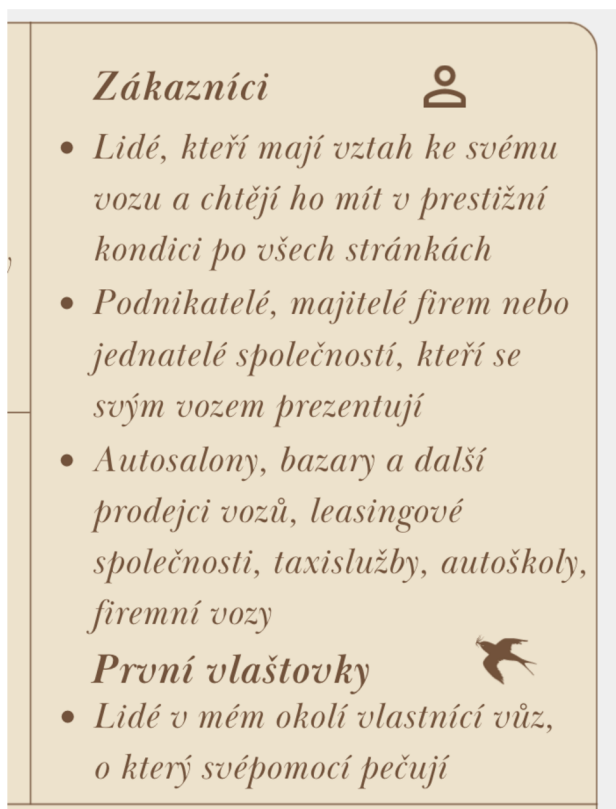 Zákazníci
• Lidé, kteří mají vztah ke svému
vozu a chtějí ho mít v prestižní
kondici po všech stránkách
• Podnikatelé, majitelé firem nebo
jednatelé společností, kteří se
svým vozem prezentují
• Autosalony, bazary a další
prodejci vozů, leasingové
společnosti, taxislužby, autoškoly,
firemní vozy
První vlaštovky
• Lidé v mém okolí vlastnící vůz,
o který svépomocí pečují